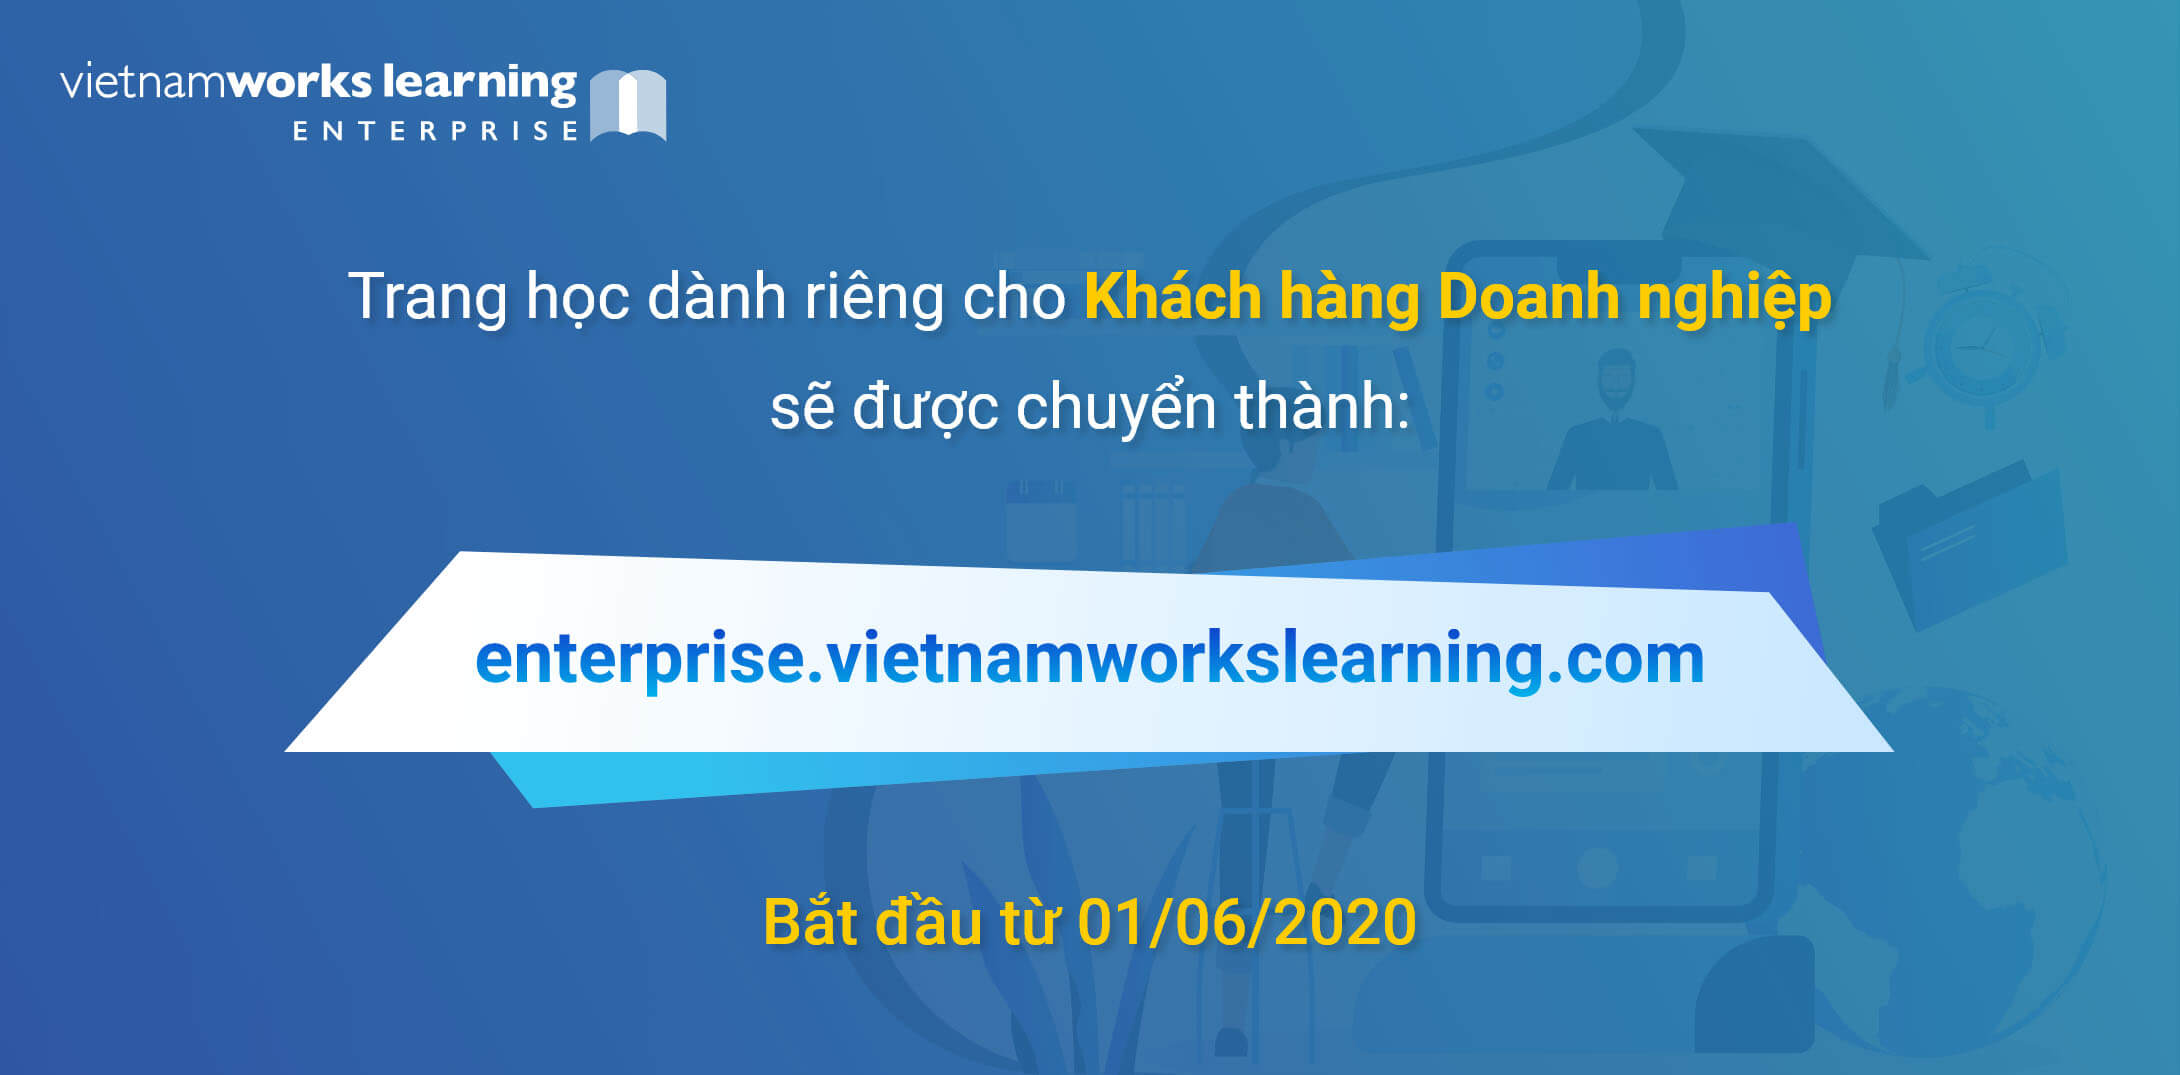 vietnamworks learning
ENTERPRISE
Trang học dành riêng cho Khách hàng Doanh nghiệp
sẽ được chuyển thành:
enterprise.vietnamworkslearning.com
Bắt đầu từ 01/06/2020